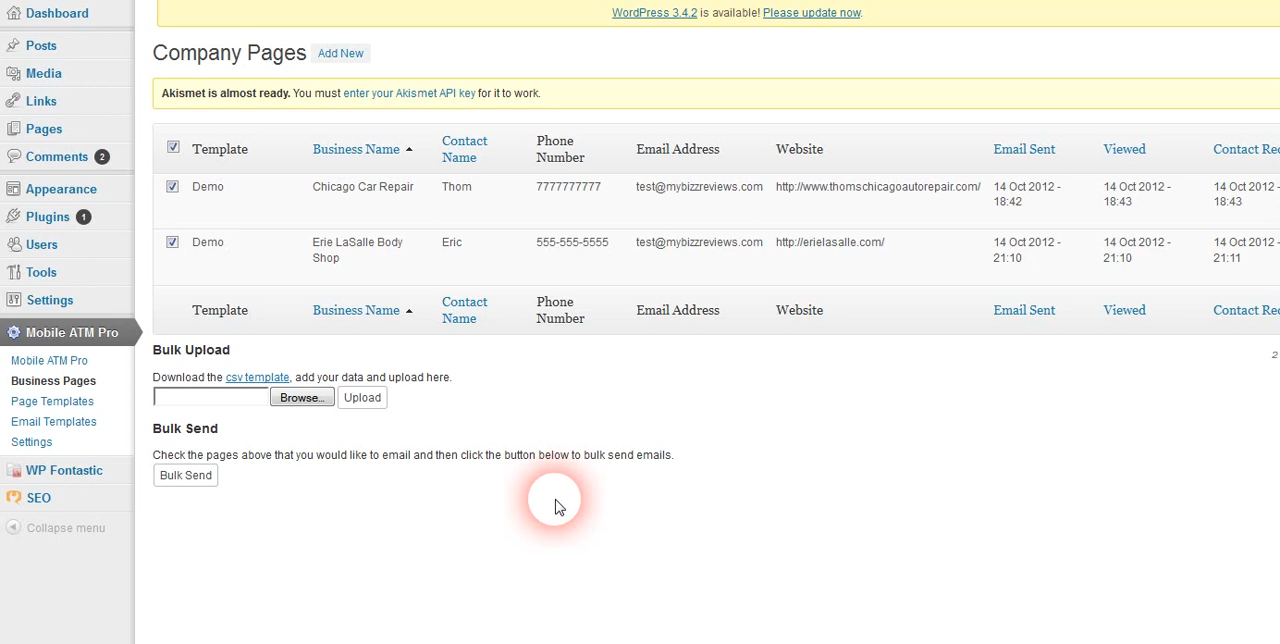 Dashboard
Posts
Media
Links
Pages
Comments 2
Appearance
Plugins 1
Users
Tools
Settings
Mobile ATM Pro
Mobile ATM Pro
Business Pages
Page Templates
Email Templates
Settings
WP Fontastic
SEO
Collapse menu
WordPress 3.4.2 is available! Please update now.
Company Pages Add New
Akismet is almost ready. You must enter your Akismet API key for it to work.
Template Business Name Contact Name Phone Number Email Address Website Email Sent Viewed Contact Rec
Demo Chicago Car Repair Thom 7777777777 test@mybizzreviews.com http://www.thomschicagoautorepair.com/ 14 Oct 2012 - 18:42 14 Oct 2012 - 18:43 14 Oct 2012 - 18:43
Demo Erie LaSalle Body Shop Eric 555-555-5555 test@mybizzreviews.com http://erielasalle.com/ 14 Oct 2012 - 21:10 14 Oct 2012 - 21:10 14 Oct 2012 - 21:11
Template Business Name Contact Name Phone Number Email Address Website Email Sent Viewed Contact Rec
2
Bulk Upload
Download the csv template, add your data and upload here.
Browse... Upload
Bulk Send
Check the pages above that you would like to email and then click the button below to bulk send emails.
Bulk Send